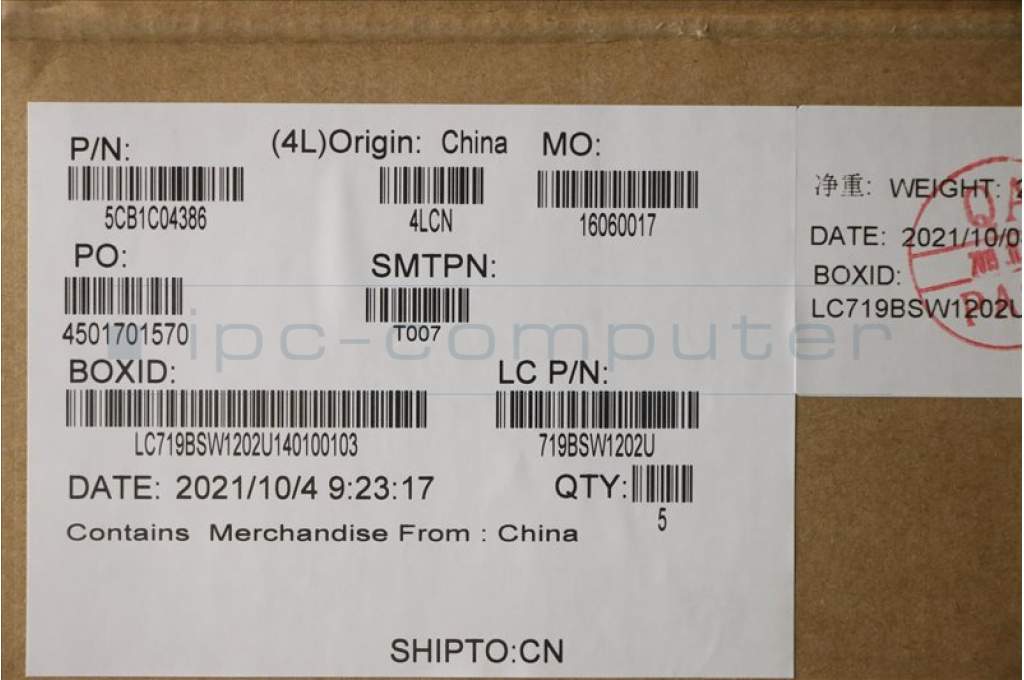 P/N: (4L)Origin: China MO:
5CB1C04386 4LCN 16060017
PO: SMTPN:
4501701570 T007
BOXID: LC P/N:
LC719BSW1202U140100103 719BSW1202U
DATE: 2021/10/4 9:23:17 QTY:
5
Contains Merchandise From : China
SHIPTO:CN
净重: WEIGHT:
DATE: 2021/10/0
BOXID:
LC719BSW1202U
QA
PA
ipc-computer